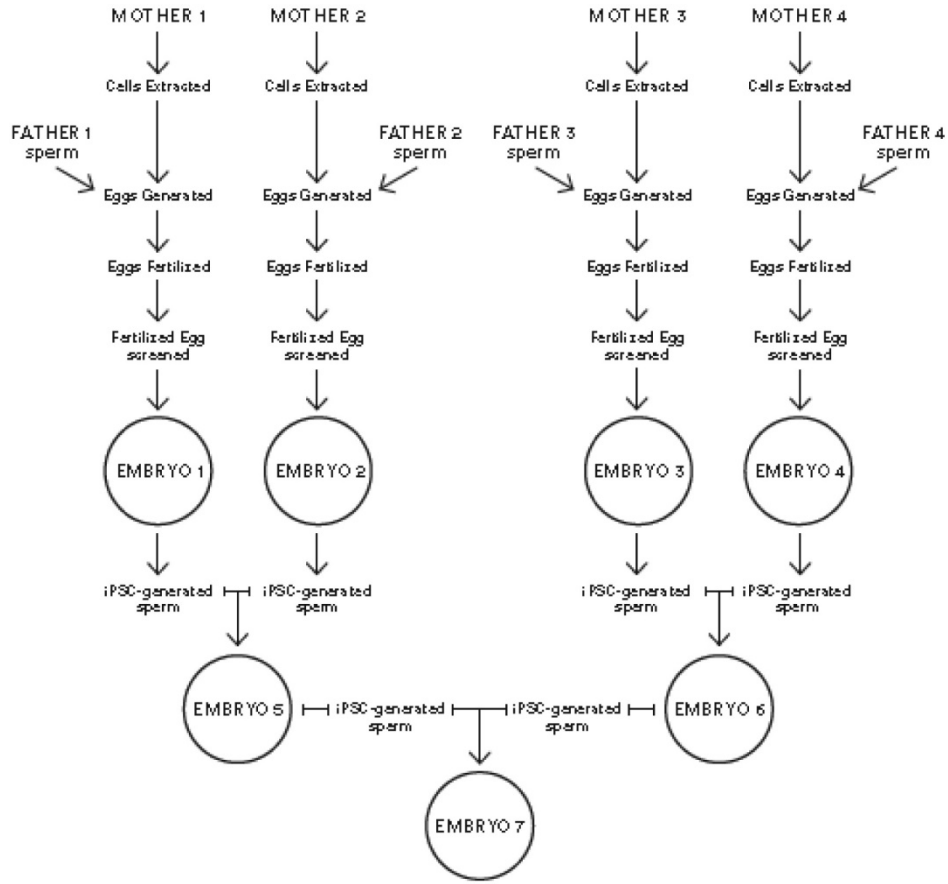 MOTHER 1 MOTHER 2 MOTHER 3 MOTHER 4
Cells Extracted Cells Extracted Cells Extracted Cells Extracted
FATHER 1 FATHER 2 FATHER 3 FATHER 4
sperm sperm sperm sperm
Eggs Generated Eggs Generated Eggs Generated Eggs Generated
Eggs Fertilized Eggs Fertilized Eggs Fertilized Eggs Fertilized
Fertilized Egg Fertilized Egg Fertilized Egg Fertilized Egg
screened screened screened screened
EMBRYO 1 EMBRYO 2 EMBRYO 3 EMBRYO 4
iPSC-generated iPSC-generated iPSC-generated iPSC-generated
sperm sperm sperm sperm
EMBRYO 5 iPSC-generated iPSC-generated EMBRYO 6
sperm sperm
EMBRYO 7